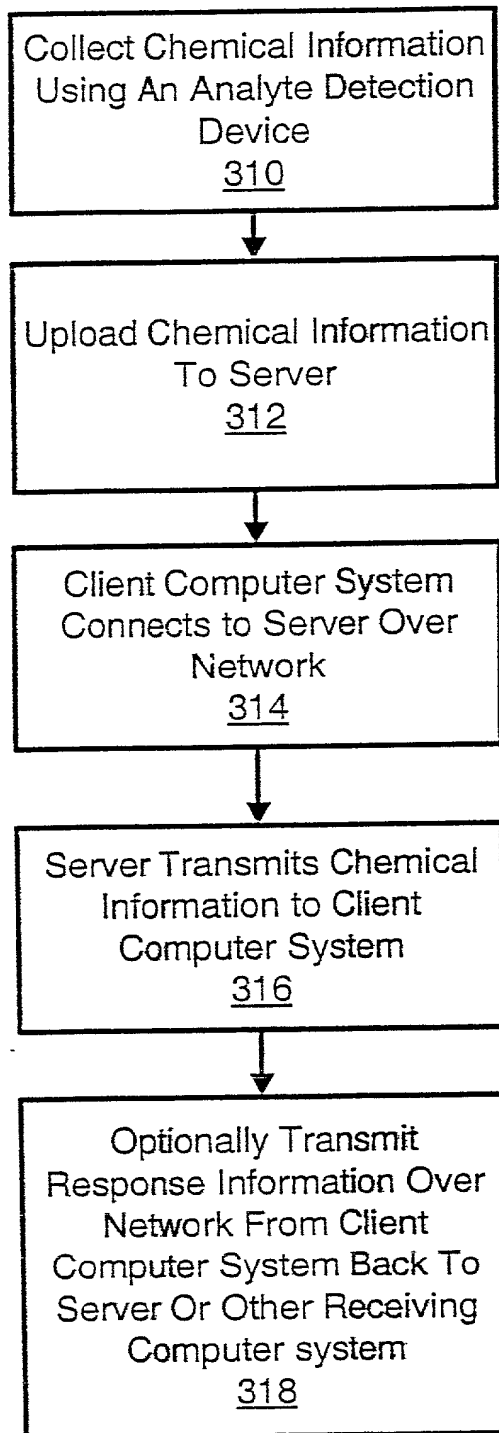 Collect Chemical Information
Using An Analyte Detection
Device
310
Upload Chemical Information
To Server
312
Client Computer System
Connects to Server Over
Network
314
Server Transmits Chemical
Information to Client
Computer System
316
Optionally Transmit
Response Information Over
Network From Client
Computer System Back To
Server Or Other Receiving
Computer system
318